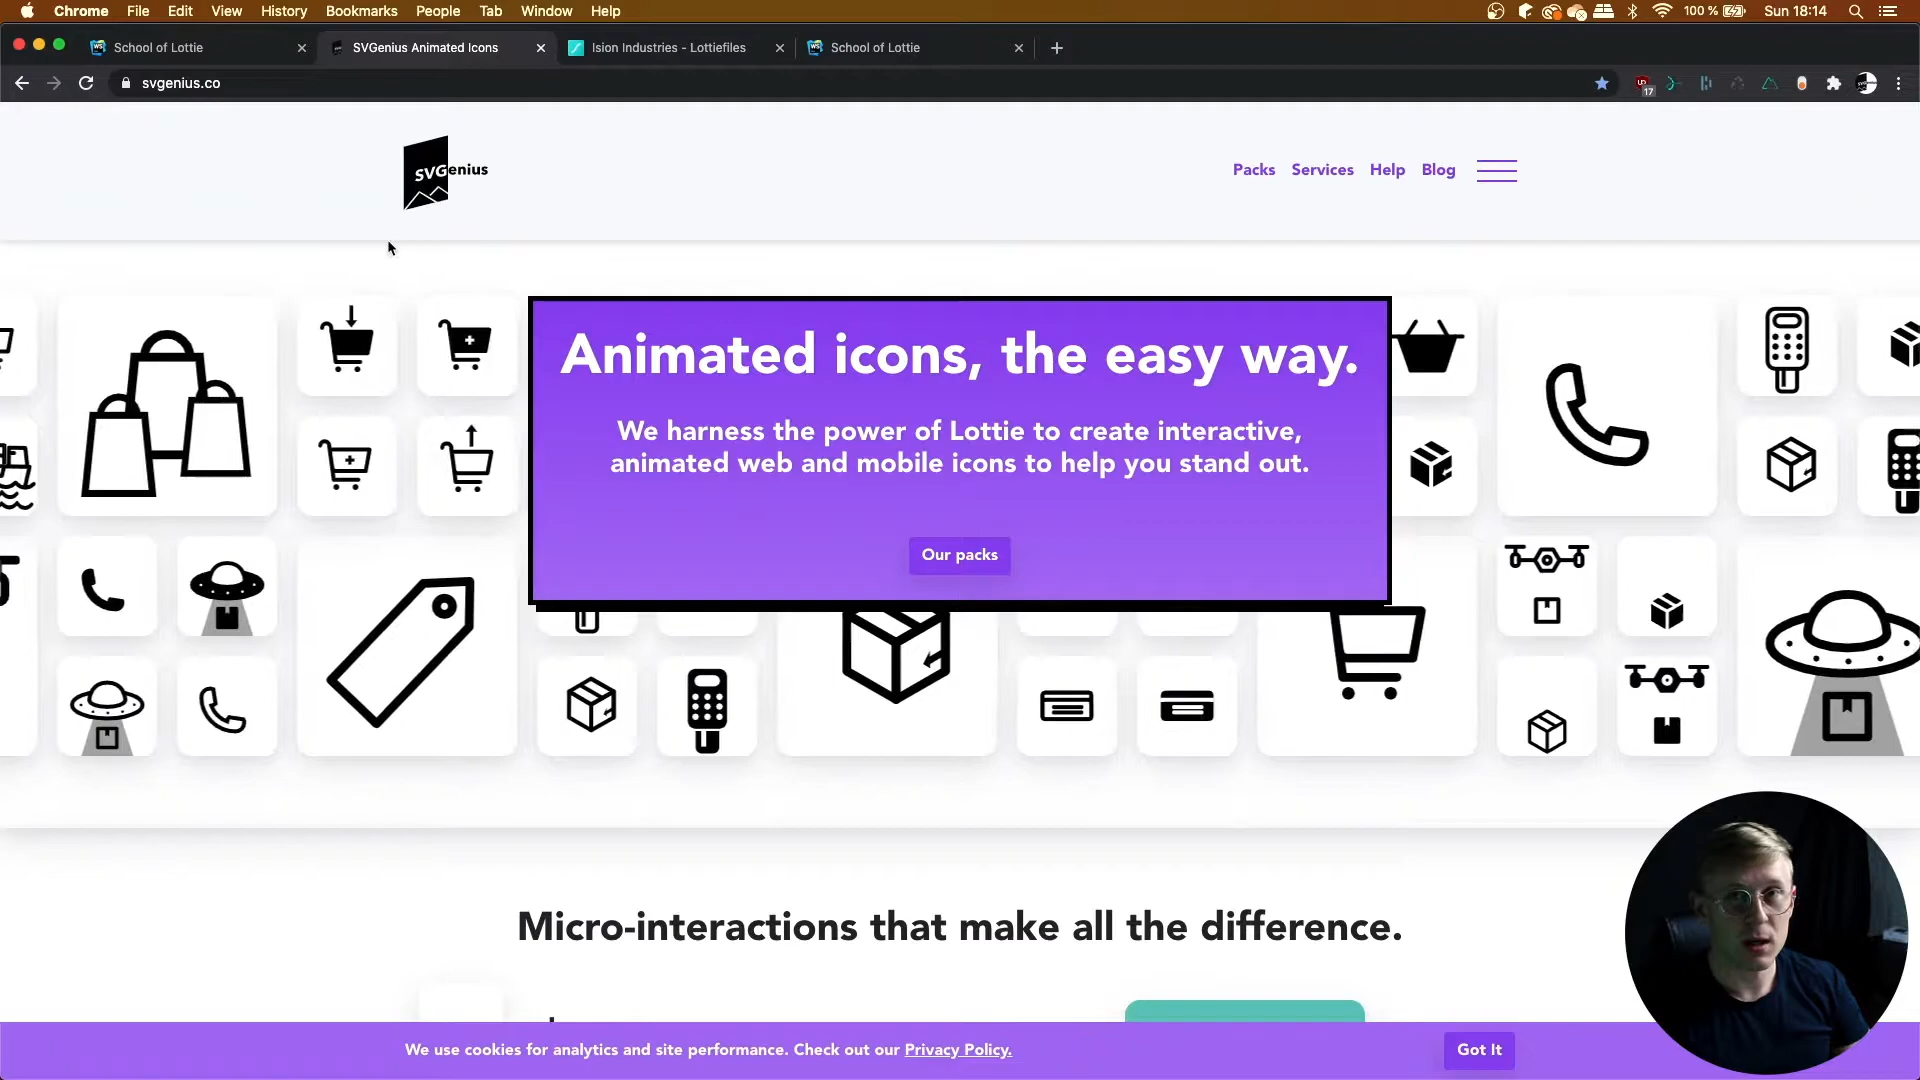 Chrome File Edit View History Bookmarks People Tab Window Help
100 % Sun 18:14
School of Lottie
SVGenius Animated Icons
Ision Industries - Lottiefiles
School of Lottie
svgenius.co
17
SVGenius
Packs Services Help Blog
Animated icons, the easy way.
We harness the power of Lottie to create interactive,
animated web and mobile icons to help you stand out.
Our packs
Micro-interactions that make all the difference.
We use cookies for analytics and site performance. Check out our Privacy Policy.
Got It